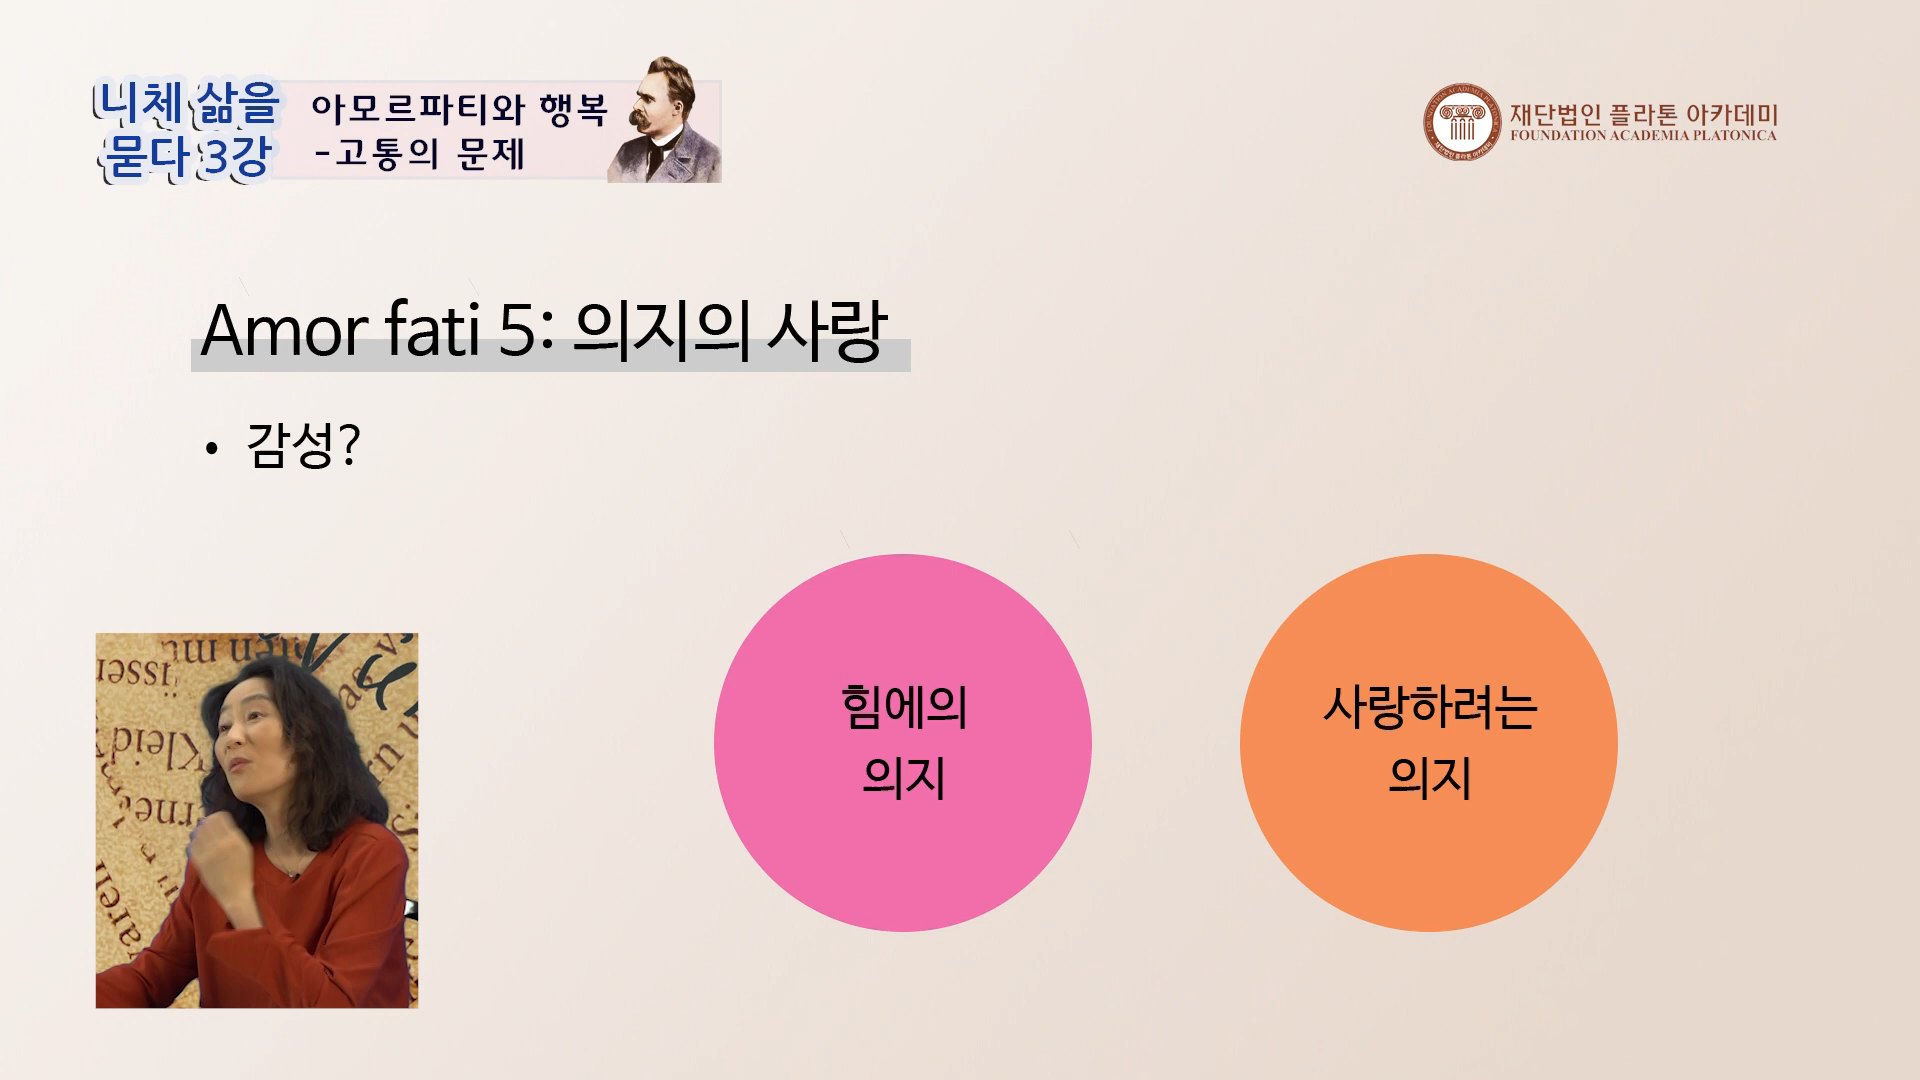 니체 삶을
묻다 3강
아모르파티와 행복
-고통의 문제
재단법인 플라톤 아카데미
FOUNDATION ACADEMIA PLATONICA
Amor fati 5: 의지의 사랑
• 감성?
힘에의
의지
사랑하려는
의지